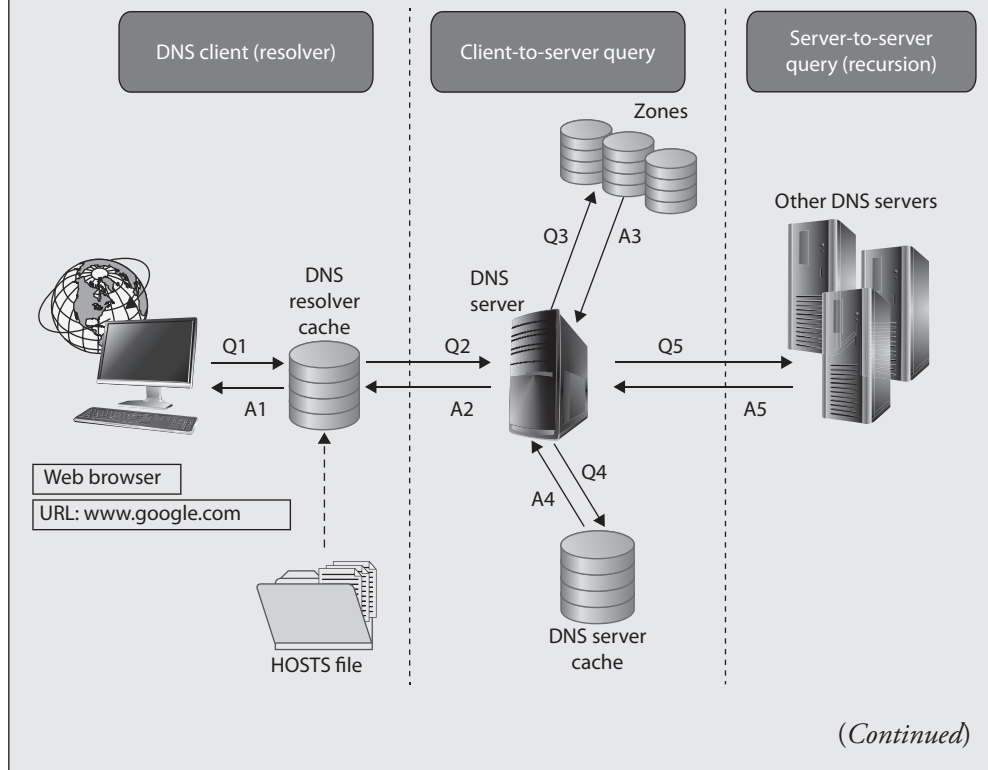 DNS client (resolver)
Client-to-server query
Server-to-server
query (recursion)
Zones
Other DNS servers
Q3
A3
DNS
resolver
cache
DNS
server
Q1
Q2
Q5
A1
A2
A5
Q4
A4
Web browser
URL: www.google.com
HOSTS file
DNS server
cache
(Continued)